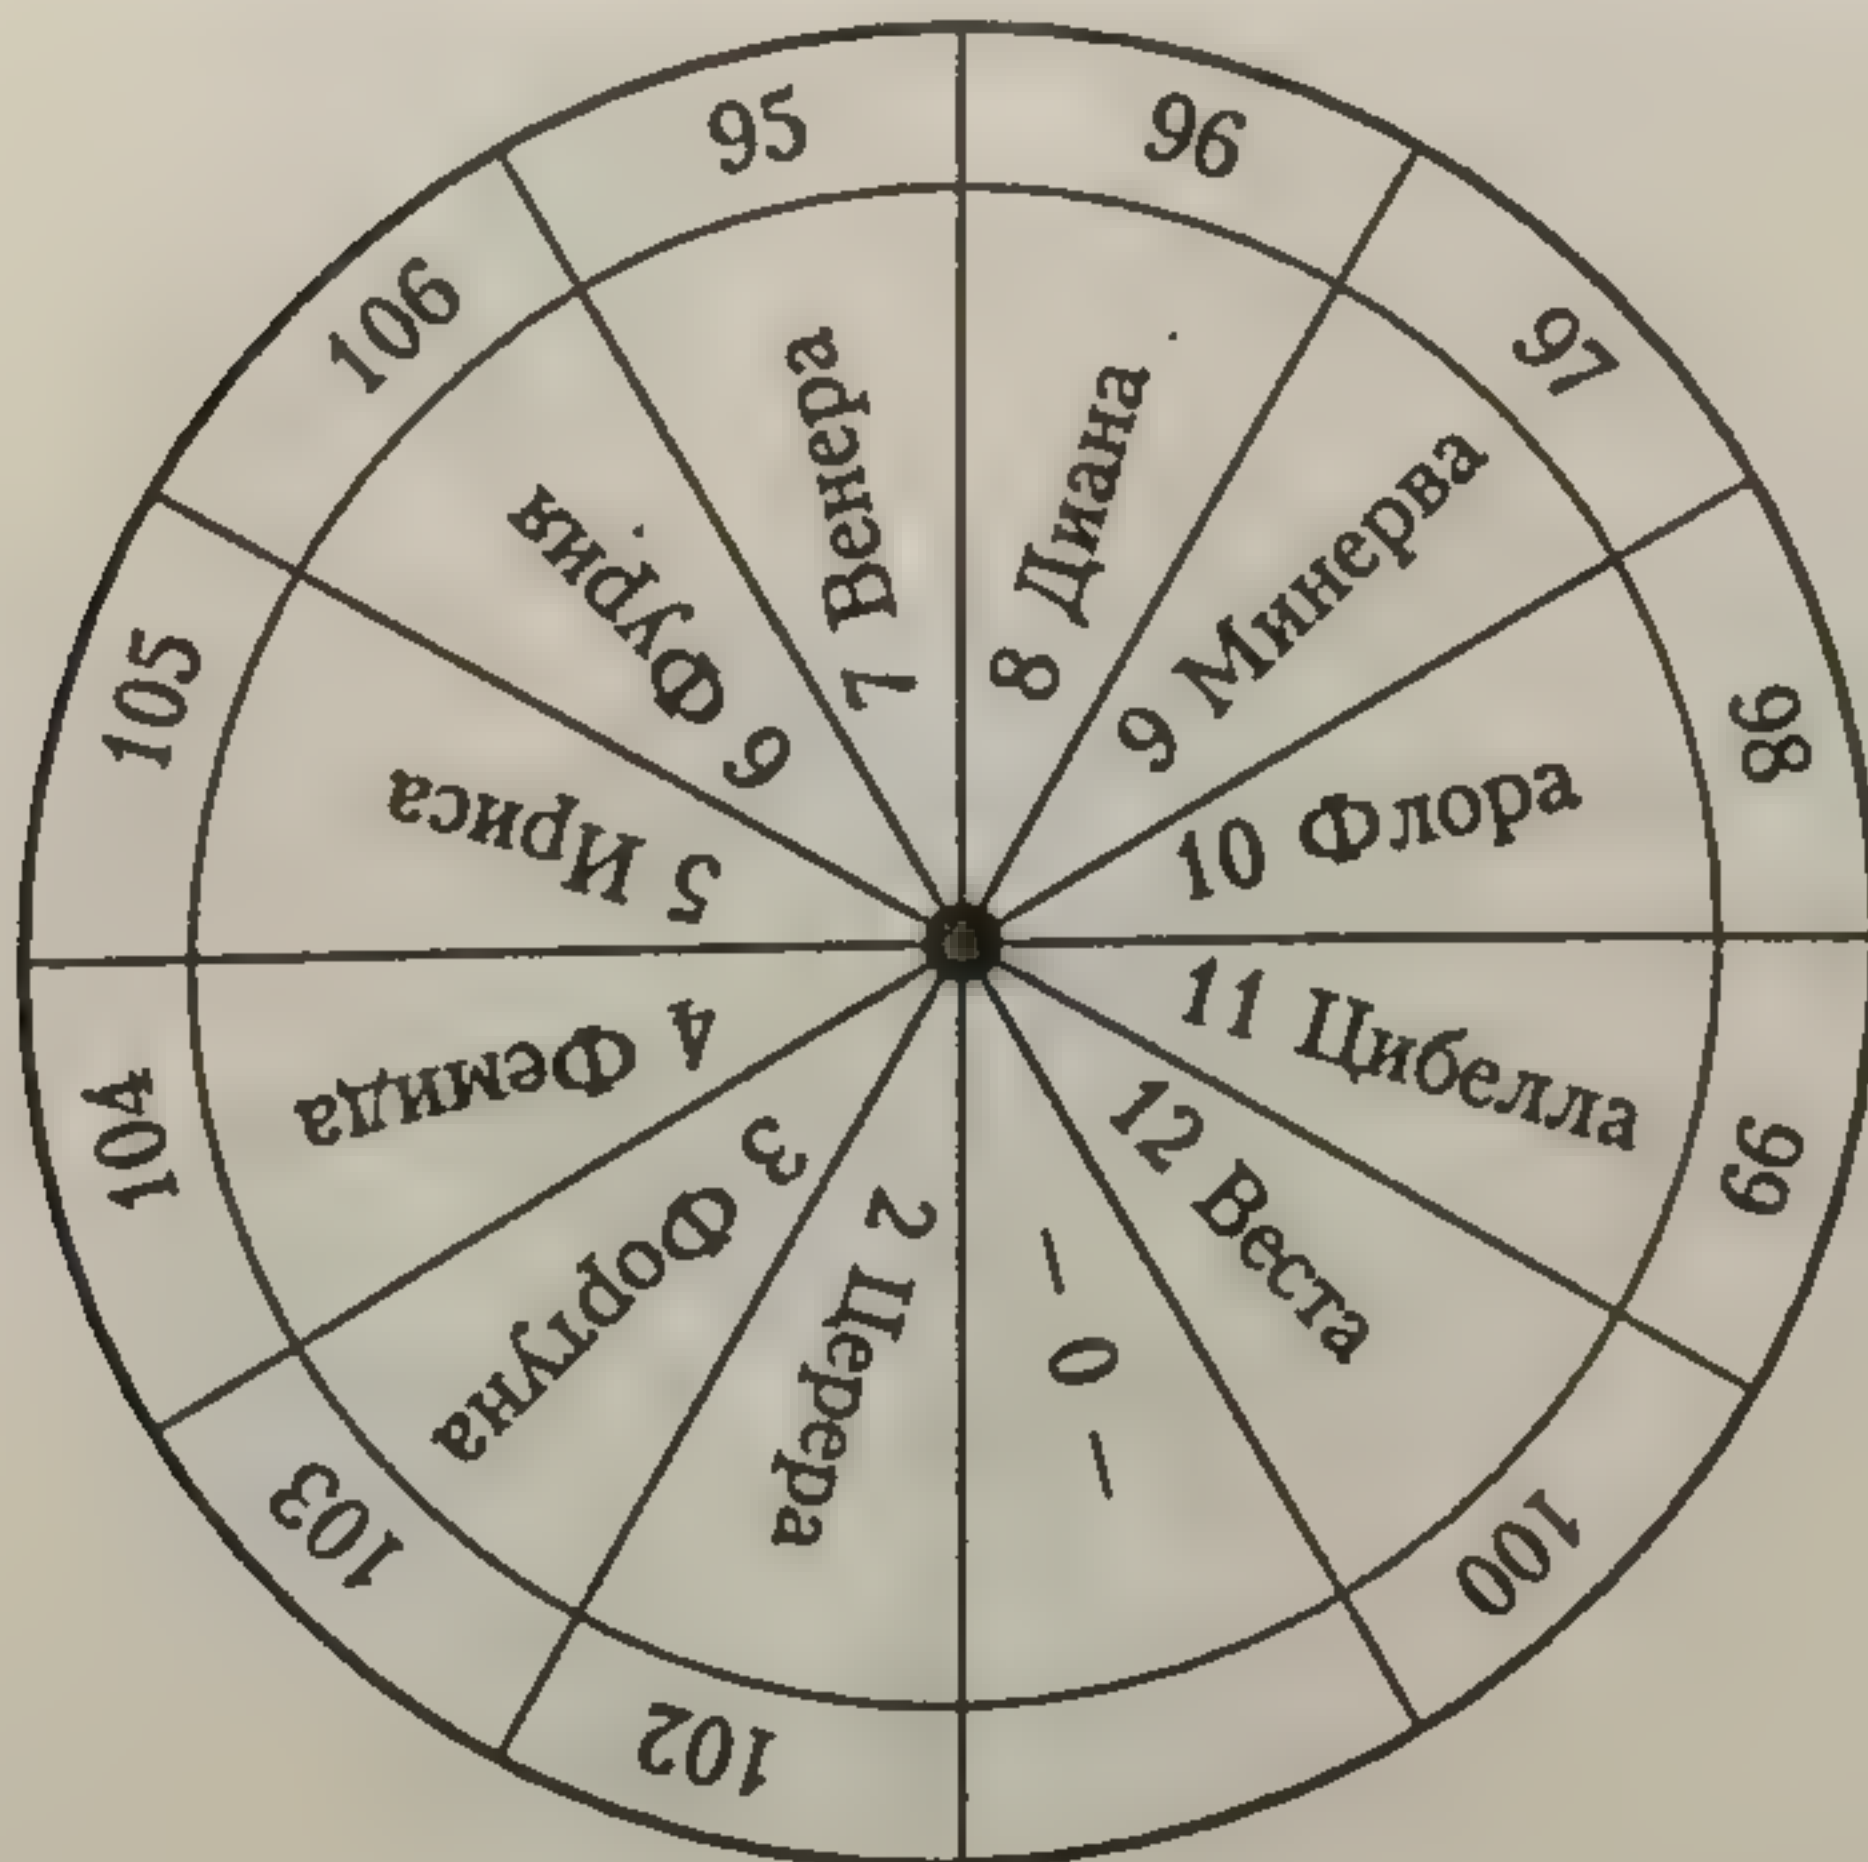 95
96
97
98
99
100
102
103
104
105
106
7 Венера
8 Диана
9 Минерва
10 Флора
11 Цибелла
12 Веста
– 0 –
2 Церера
3 Фортуна
4 Фемида
5 Ириса
6 Фурия